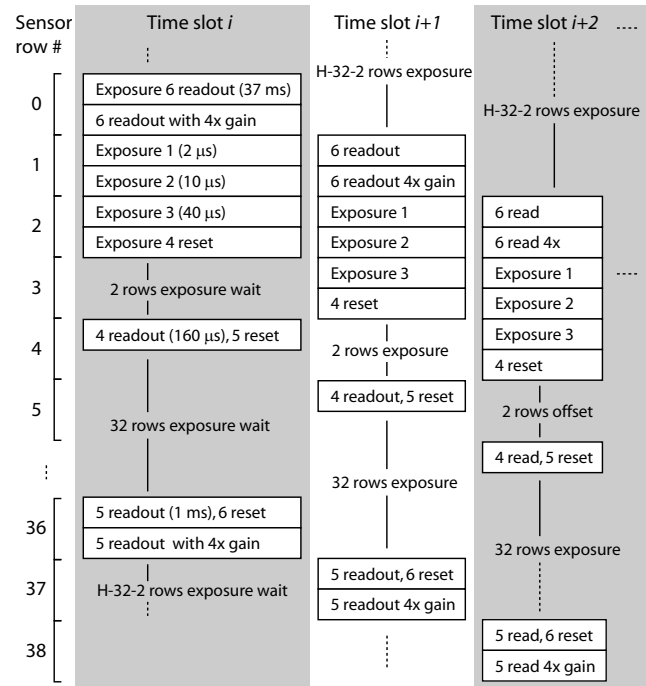 Sensor
row #
Time slot i
Time slot i+1
Time slot i+2 ....
0
1
2
3
4
5
36
37
38
Exposure 6 readout (37 ms)
6 readout with 4x gain
Exposure 1 (2 µs)
Exposure 2 (10 µs)
Exposure 3 (40 µs)
Exposure 4 reset
2 rows exposure wait
4 readout (160 µs), 5 reset
32 rows exposure wait
5 readout (1 ms), 6 reset
5 readout with 4x gain
H-32-2 rows exposure wait
H-32-2 rows exposure
6 readout
6 readout 4x gain
Exposure 1
Exposure 2
Exposure 3
4 reset
2 rows exposure
4 readout, 5 reset
32 rows exposure
5 readout, 6 reset
5 readout 4x gain
H-32-2 rows exposure
6 read
6 read 4x
Exposure 1
Exposure 2
Exposure 3
4 reset
2 rows offset
4 read, 5 reset
32 rows exposure
5 read, 6 reset
5 read 4x gain